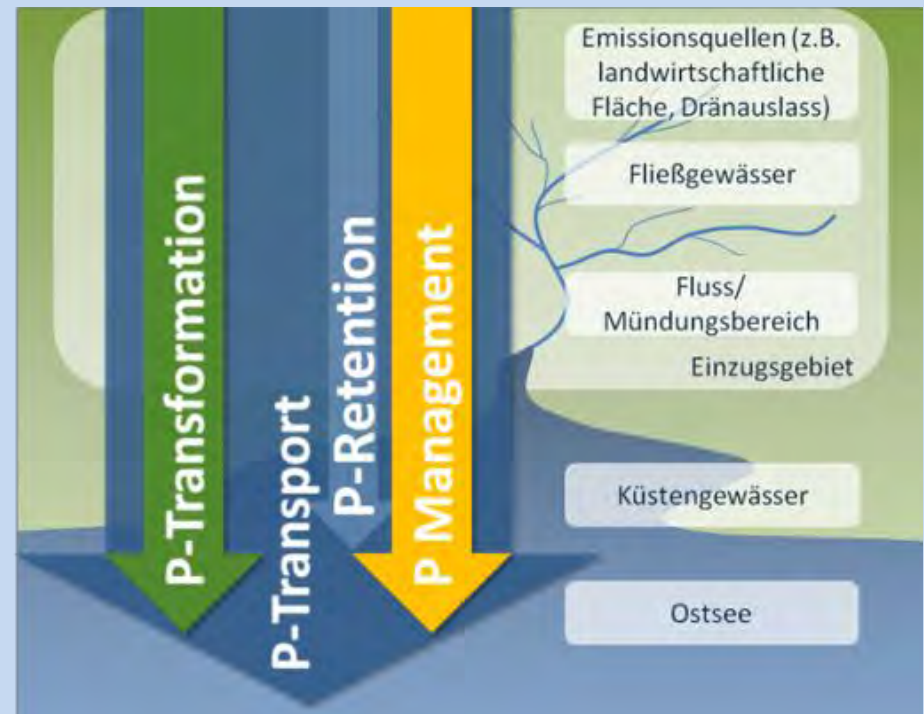 P-Transformation
P-Transport
P-Retention
P Management
Emissionsquellen (z.B.
landwirtschaftliche
Fläche, Dränauslass)
Fließgewässer
Fluss/
Mündungsbereich
Einzugsgebiet
Küstengewässer
Ostsee